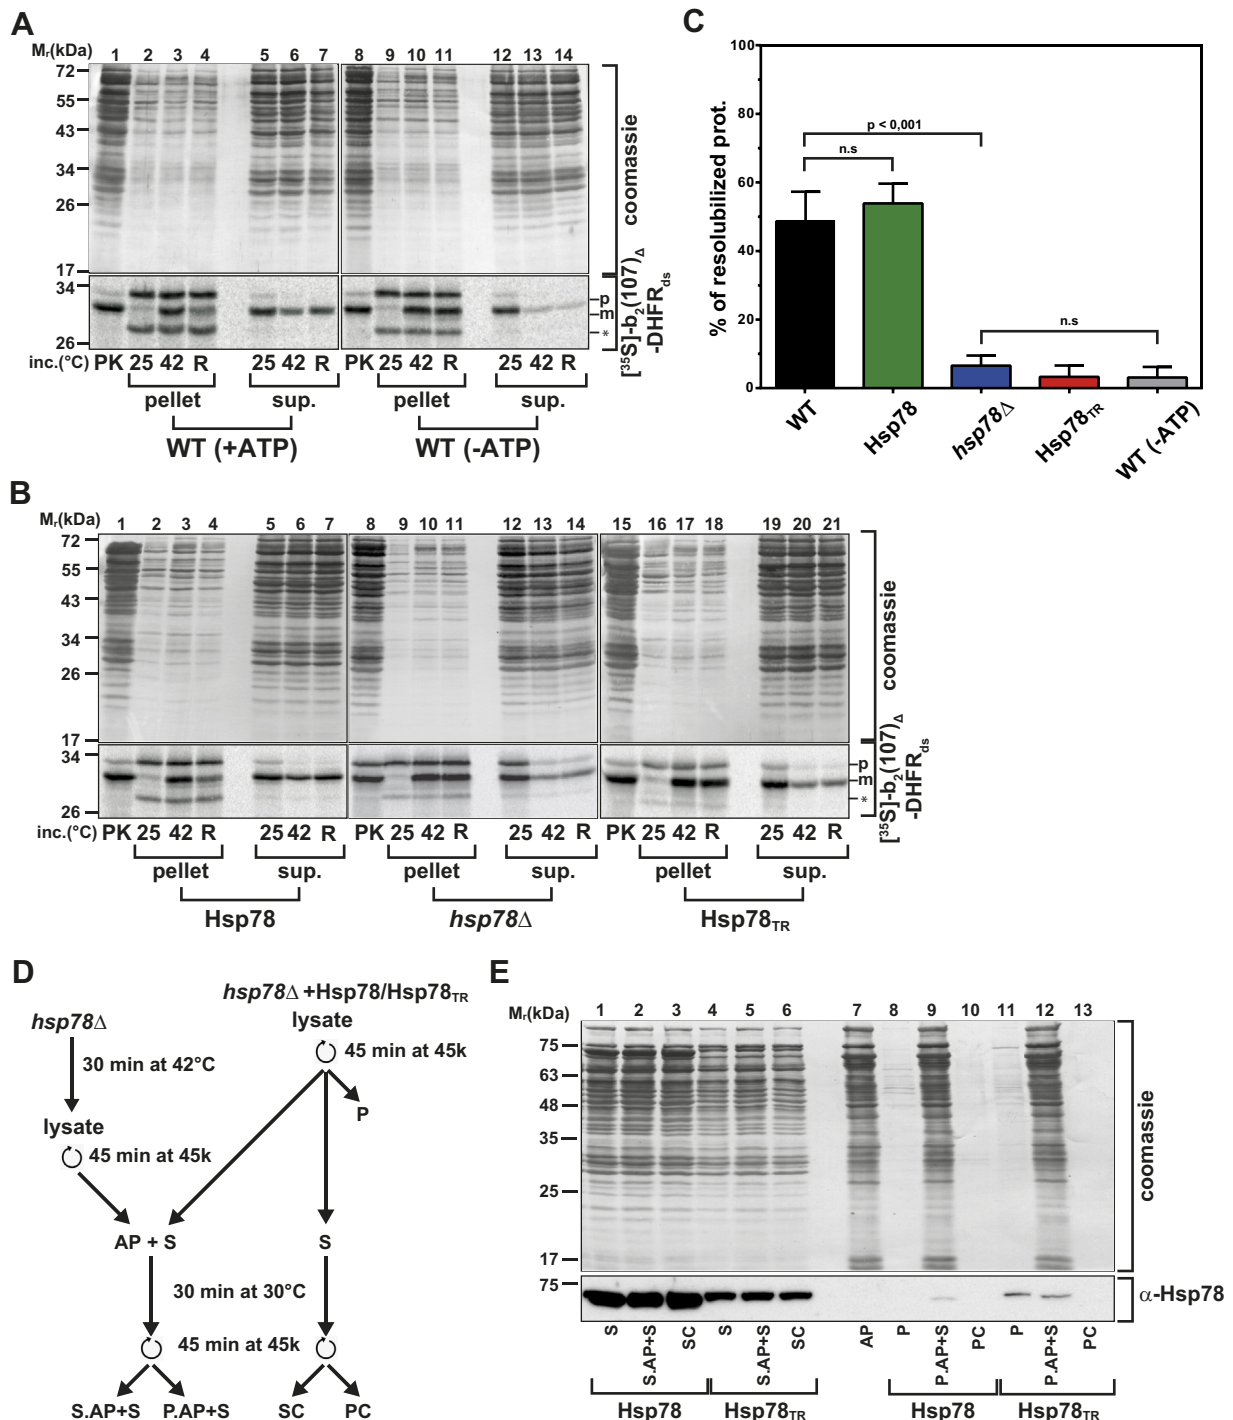 A
Mr(kDa) 1 2 3 4 5 6 7 8 9 10 11 12 13 14
72
55
43
34
26
17
coomassie
34
26
p
m
*
[35S]-b2(107)Δ
-DHFRds
inc.(°C) PK 25 42 R 25 42 R PK 25 42 R 25 42 R
pellet sup. pellet sup.
WT (+ATP) WT (-ATP)
C
% of resolubilized prot.
100
80
60
40
20
0
p < 0,001
n.s
n.s
WT Hsp78 hsp78Δ Hsp78TR WT (-ATP)
B
Mr(kDa) 1 2 3 4 5 6 7 8 9 10 11 12 13 14 15 16 17 18 19 20 21
72
55
43
34
26
17
coomassie
34
26
p
m
*
[35S]-b2(107)Δ
-DHFRds
inc.(°C) PK 25 42 R 25 42 R PK 25 42 R 25 42 R PK 25 42 R 25 42 R
pellet sup. pellet sup. pellet sup.
Hsp78 hsp78Δ Hsp78TR
D
hsp78Δ
30 min at 42°C
lysate
45 min at 45k
hsp78Δ +Hsp78/Hsp78TR
lysate
45 min at 45k
P
AP + S S
30 min at 30°C
45 min at 45k
S.AP+S P.AP+S SC PC
E
Mr(kDa) 1 2 3 4 5 6 7 8 9 10 11 12 13
75
63
48
35
25
17
coomassie
75
α-Hsp78
S S.AP+S SC S S.AP+S SC AP P P.AP+S PC P P.AP+S PC
Hsp78 Hsp78TR Hsp78 Hsp78TR